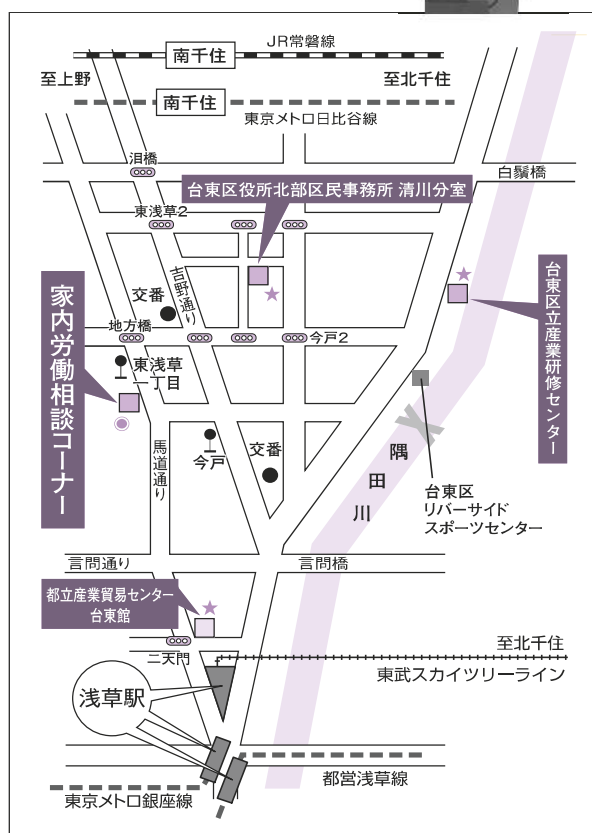 JR常磐線
南千住
至上野
至北千住
南千住
東京メトロ日比谷線
泪橋
白鬚橋
台東区役所北部区民事務所 清川分室
東浅草2
吉野通り
台東区立産業研修センター
家内労働相談コーナー
交番
地方橋
今戸2
東浅草
一丁目
馬道通り
今戸
交番
隅田川
台東区
リバーサイド
スポーツセンター
言問通り
言問橋
都立産業貿易センター
台東館
二天門
至北千住
東武スカイツリーライン
浅草駅
都営浅草線
東京メトロ銀座線